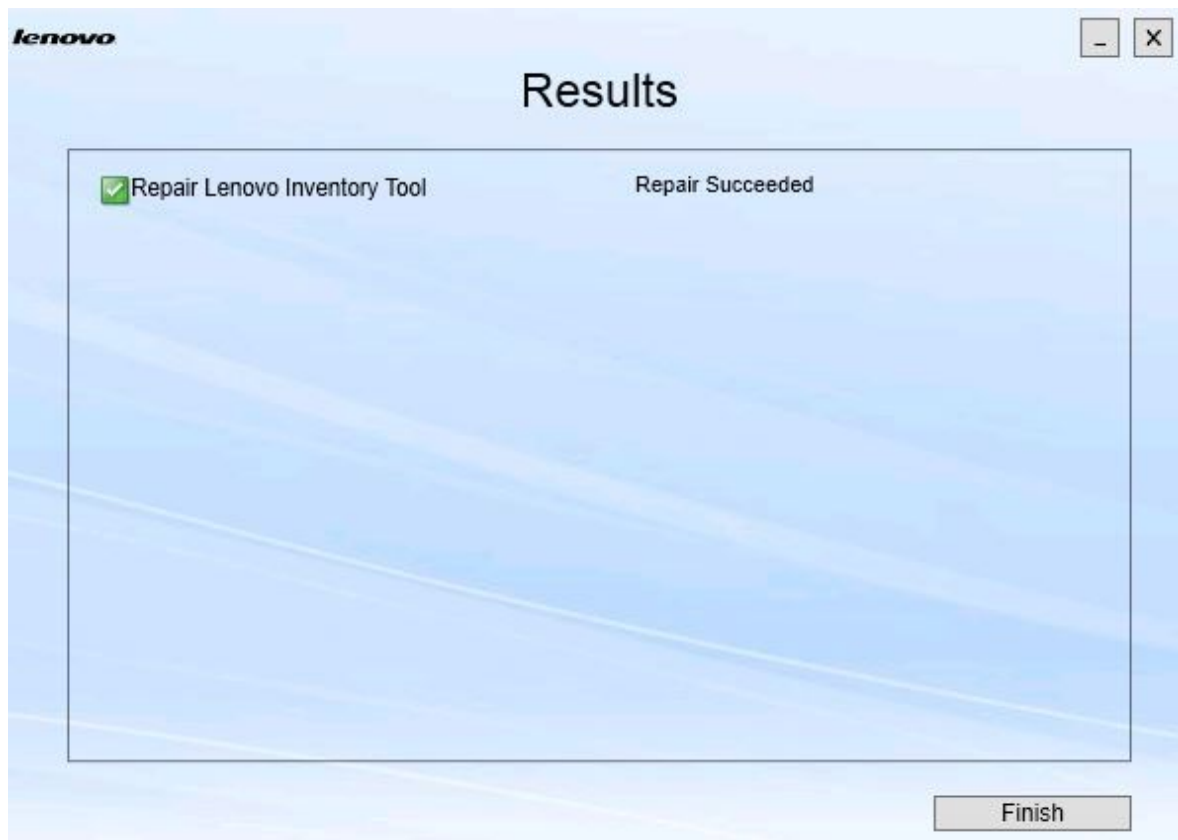 lenovo
Results
Repair Lenovo Inventory Tool Repair Succeeded
Finish